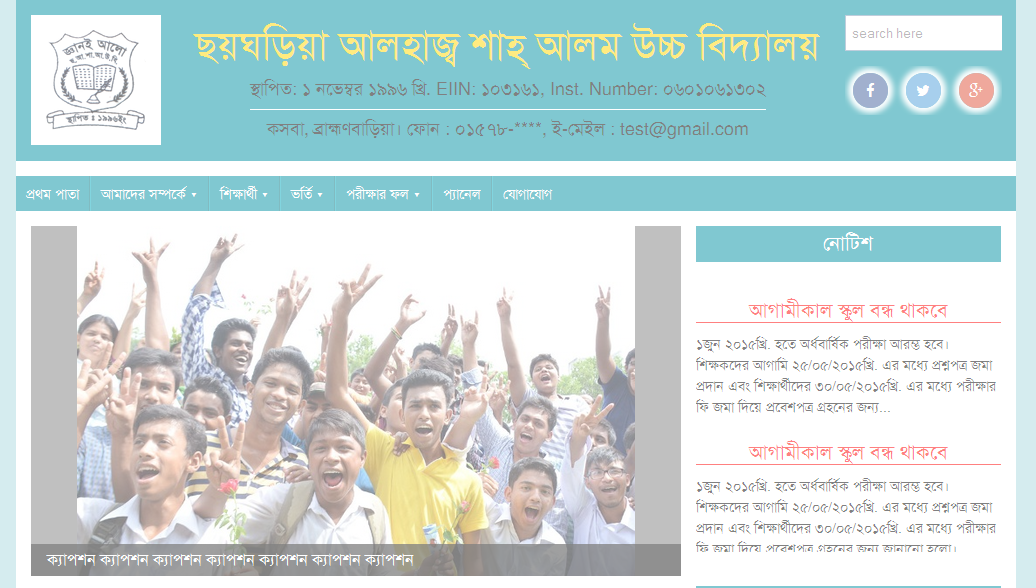 জ্ঞানই আলো
ছ.আ.শা.আ.উ.বি.
স্থাপিত : ১৯৯৬ইং
ছয়ঘড়িয়া আলহাজ্ব শাহ্ আলম উচ্চ বিদ্যালয়
স্থাপিত: ১ নভেম্বর ১৯৯৬ খ্রি. EIIN: ১০৩১৬১, Inst. Number: ০৬০১০৬১৩০২
কসবা, ব্রাহ্মণবাড়িয়া। ফোন : ০১৫৭৮-****, ই-মেইল : test@gmail.com
search here
প্রথম পাতা আমাদের সম্পর্কে শিক্ষার্থী ভর্তি পরীক্ষার ফল প্যানেল যোগাযোগ
ক্যাপশন ক্যাপশন ক্যাপশন ক্যাপশন ক্যাপশন ক্যাপশন ক্যাপশন
নোটিশ
আগামীকাল স্কুল বন্ধ থাকবে
১জুন ২০১৫খ্রি. হতে অর্ধবার্ষিক পরীক্ষা আরম্ভ হবে।
শিক্ষকদের আগামি ২৫/০৫/২০১৫খ্রি. এর মধ্যে প্রশ্নপত্র জমা
প্রদান এবং শিক্ষার্থীদের ৩০/০৫/২০১৫খ্রি. এর মধ্যে পরীক্ষার
ফি জমা দিয়ে প্রবেশপত্র গ্রহনের জন্য...
আগামীকাল স্কুল বন্ধ থাকবে
১জুন ২০১৫খ্রি. হতে অর্ধবার্ষিক পরীক্ষা আরম্ভ হবে।
শিক্ষকদের আগামি ২৫/০৫/২০১৫খ্রি. এর মধ্যে প্রশ্নপত্র জমা
প্রদান এবং শিক্ষার্থীদের ৩০/০৫/২০১৫খ্রি. এর মধ্যে পরীক্ষার
ফি জমা দিয়ে প্রবেশপত্র গ্রহনের জন্য জানানো হলো।